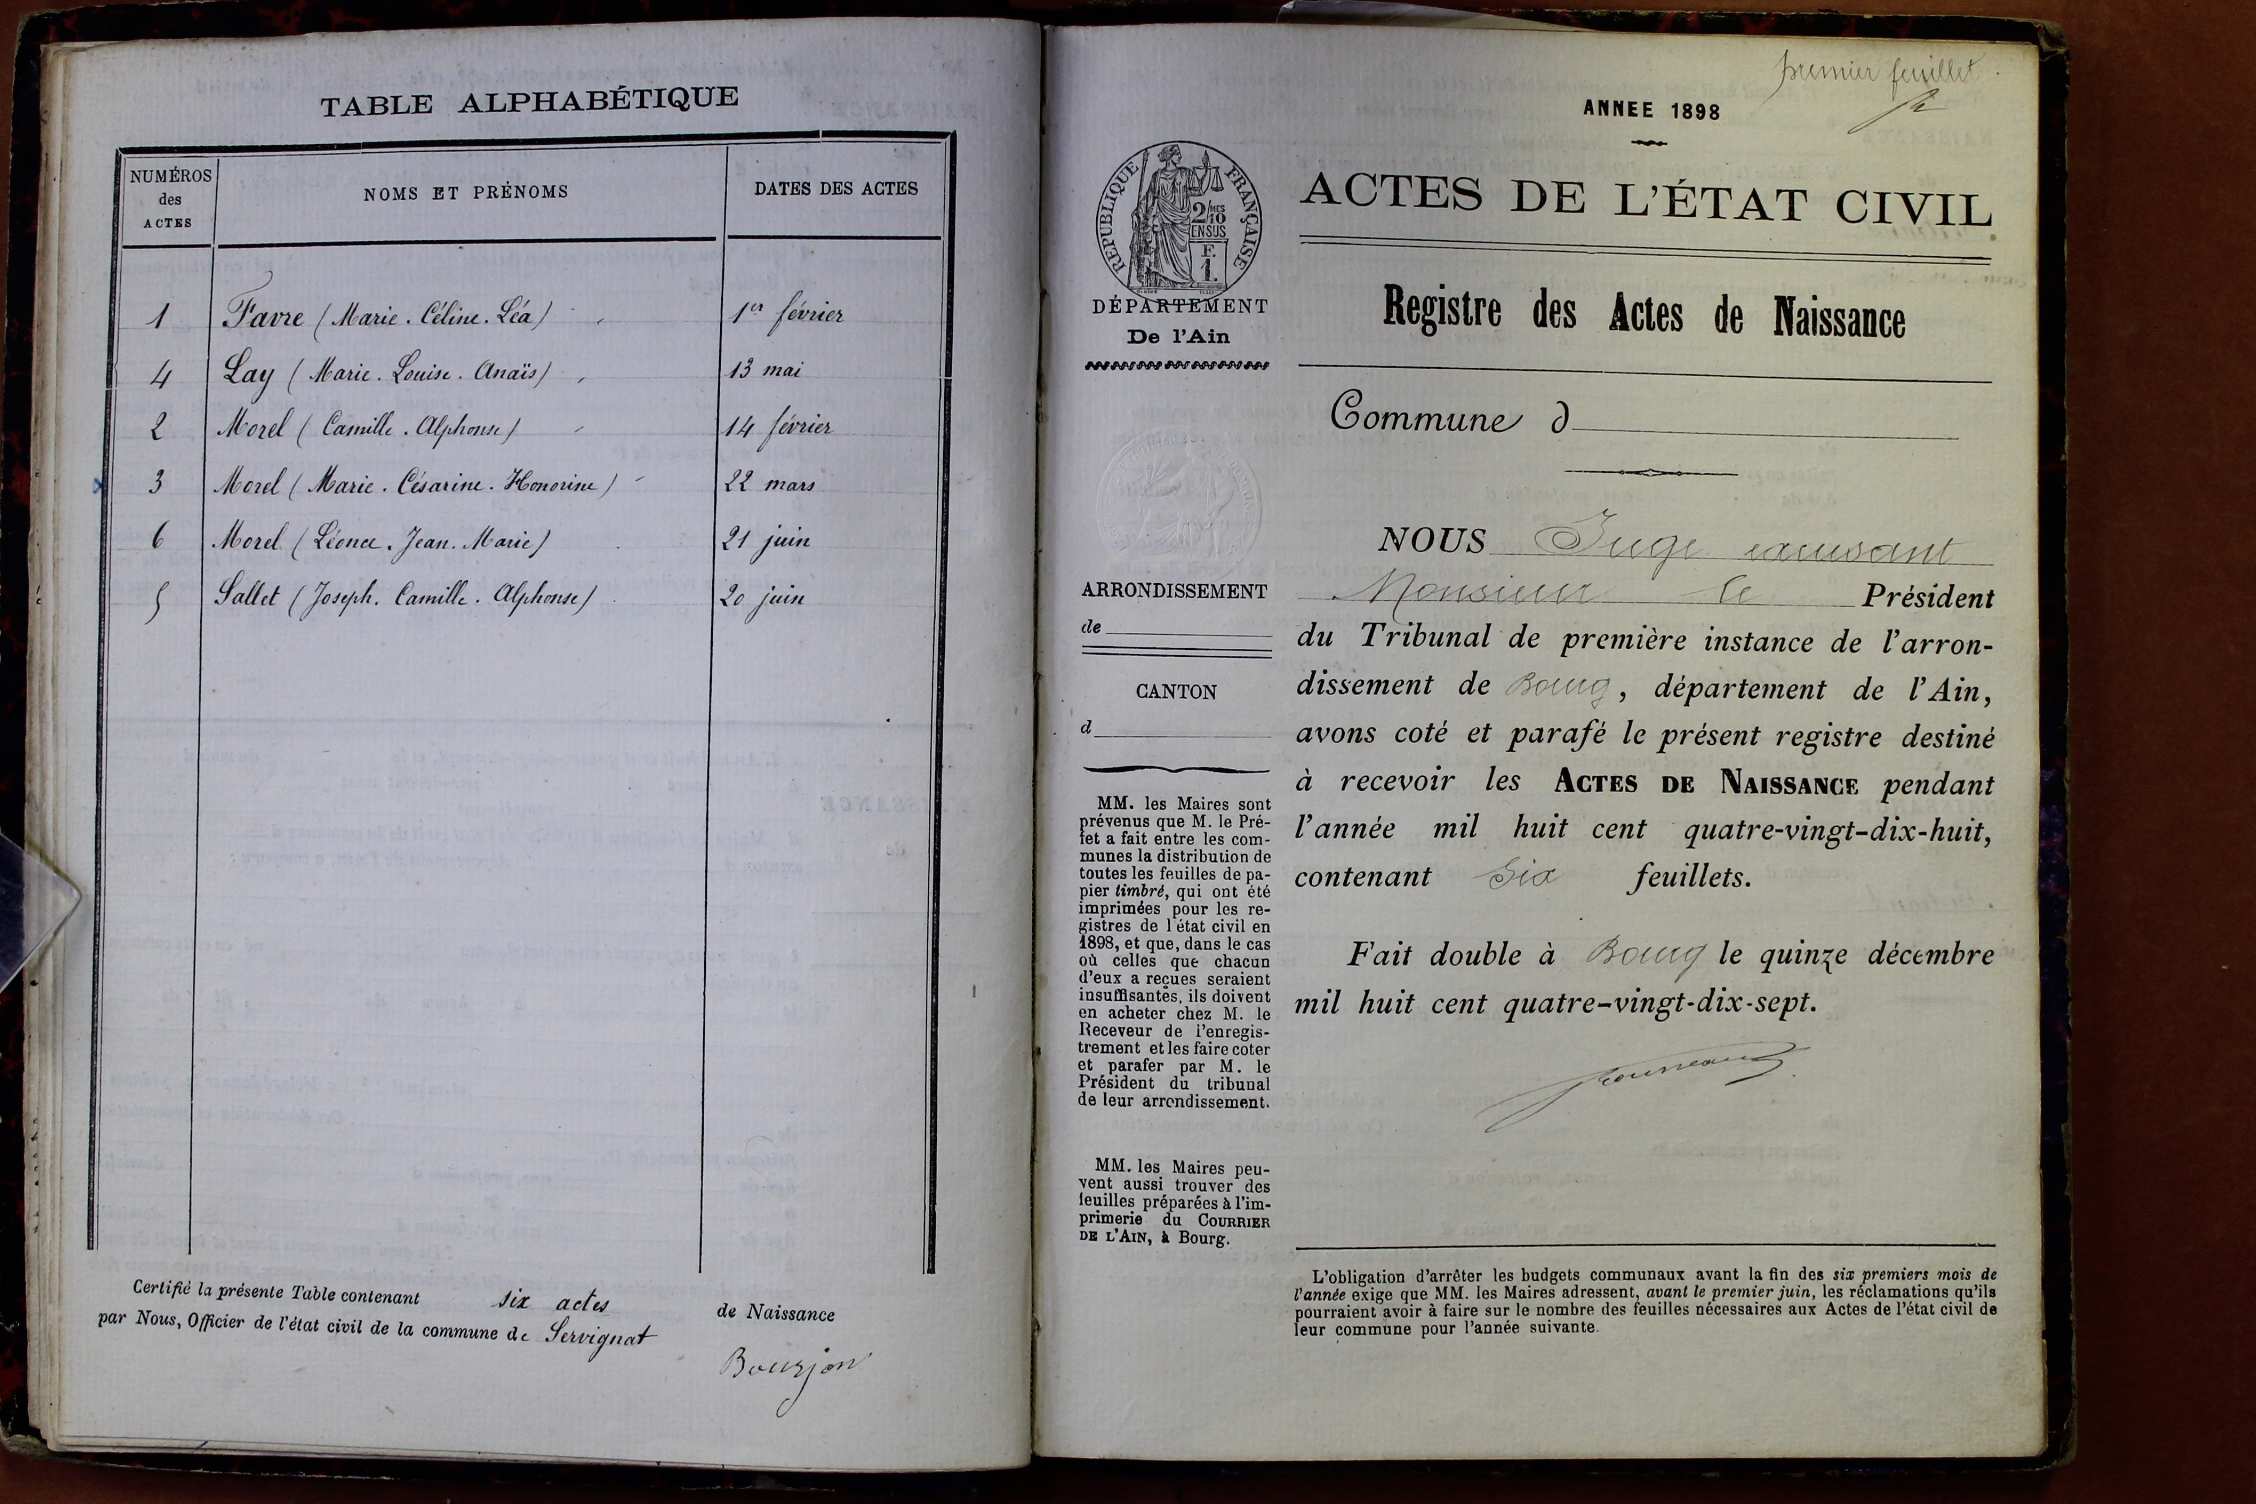 TABLE ALPHABÉTIQUE
NUMÉROS
des
ACTES
NOMS ET PRÉNOMS
DATES DES ACTES
1 Favre (Marie. Céline. Léa) 1er février
4 Lay (Marie. Louise. Anaïs) 13 mai
2 Morel (Camille. Alphonse) 14 février
3 Morel (Marie. Césarine. Honorine) 22 mars
6 Morel (Léonce. Jean. Marie) 21 juin
5 Sallet (Joseph. Camille. Alphonse) 20 juin
Certifié la présente Table contenant six actes de Naissance
par Nous, Officier de l'état civil de la commune de Servignat
Bourjon
premier feuillet
ANNEE 1898
RÉPUBLIQUE FRANÇAISE
2/10MES
EN SUS
F.
1.
DÉPARTEMENT
De l'Ain
ARRONDISSEMENT
de
CANTON
d
MM. les Maires sont
prévenus que M. le Pré-
fet a fait entre les com-
munes la distribution de
toutes les feuilles de pa-
pier timbré, qui ont été
imprimées pour les re-
gistres de l'état civil en
1898, et que, dans le cas
où celles que chacun
d'eux a reçues seraient
insuffisantes, ils doivent
en acheter chez M. le
Receveur de l'enregis-
trement et les faire coter
et parafer par M. le
Président du tribunal
de leur arrondissement.
MM. les Maires peu-
vent aussi trouver des
feuilles préparées à l'im-
primerie du COURRIER
DE L'AIN, à Bourg.
ACTES DE L'ÉTAT CIVIL
Registre des Actes de Naissance
Commune d
NOUS Juge
Monsieur le Président
du Tribunal de première instance de l'arron-
dissement de Bourg, département de l'Ain,
avons coté et parafé le présent registre destiné
à recevoir les ACTES DE NAISSANCE pendant
l'année mil huit cent quatre-vingt-dix-huit,
contenant Six feuillets.
Fait double à Bourg le quinze décembre
mil huit cent quatre-vingt-dix-sept.
L'obligation d'arrêter les budgets communaux avant la fin des six premiers mois de
l'année exige que MM. les Maires adressent, avant le premier juin, les réclamations qu'ils
pourraient avoir à faire sur le nombre des feuilles nécessaires aux Actes de l'état civil de
leur commune pour l'année suivante.